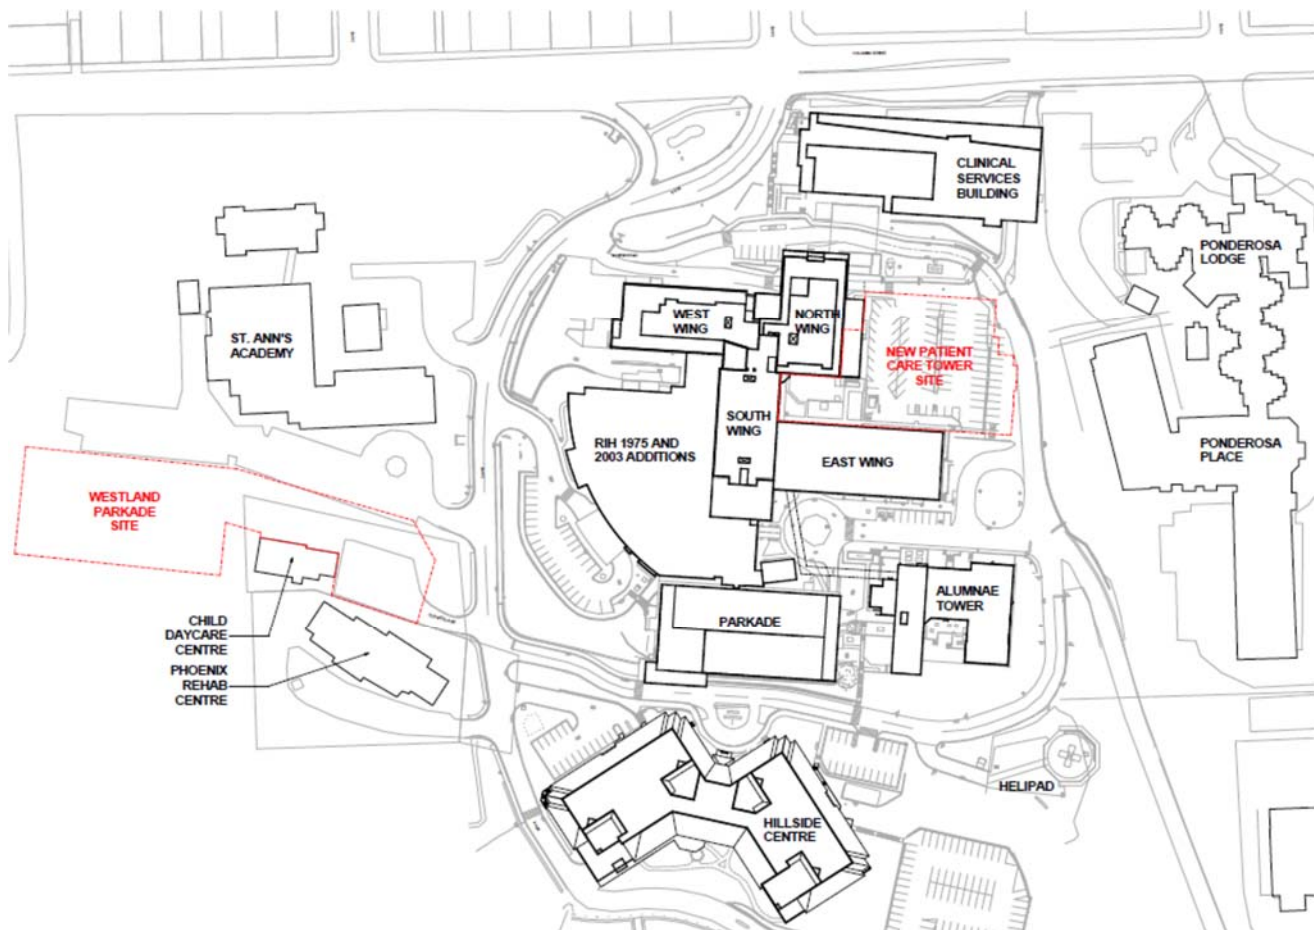 CLINICAL
SERVICES
BUILDING
PONDEROSA
LODGE
WEST
WING
NORTH
WING
ST. ANN'S
ACADEMY
NEW PATIENT
CARE TOWER
SITE
SOUTH
WING
RIH 1975 AND
2003 ADDITIONS
EAST WING
PONDEROSA
PLACE
WESTLAND
PARKADE
SITE
CHILD
DAYCARE
CENTRE
PHOENIX
REHAB
CENTRE
PARKADE
ALUMNAE
TOWER
HELIPAD
HILLSIDE
CENTRE